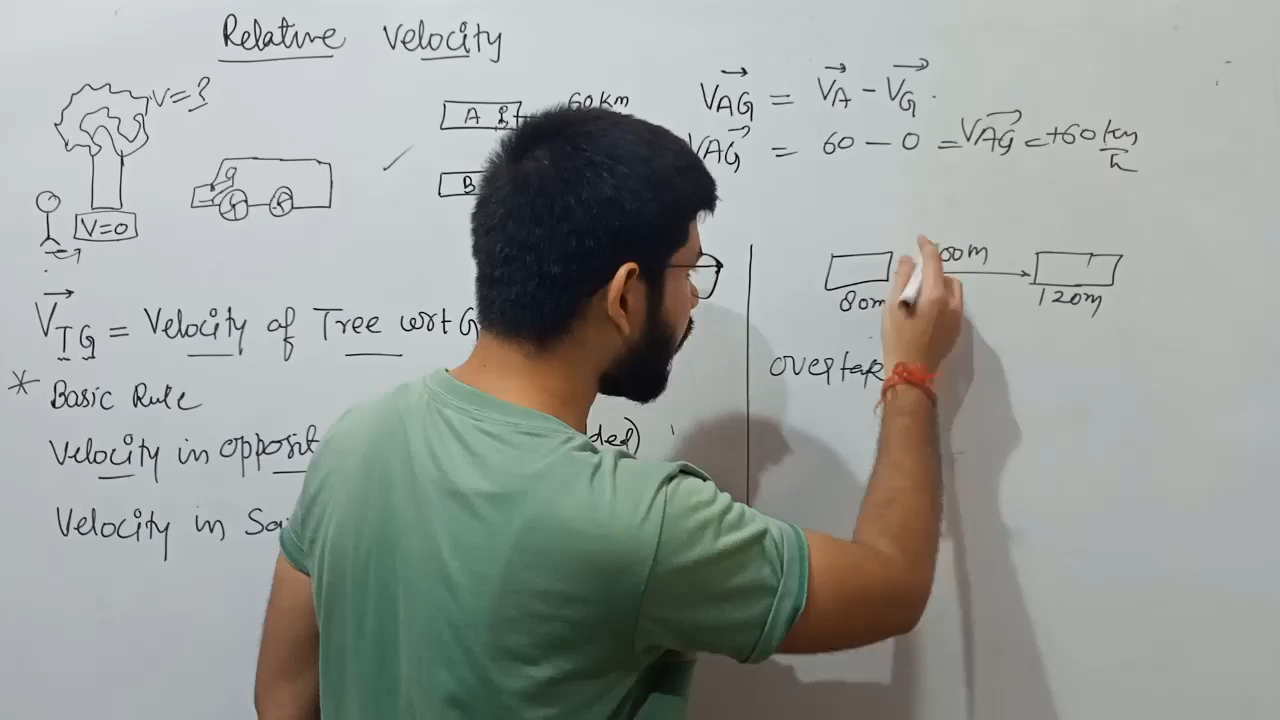 Relative Velocity
V=?
V=0
A
60 km
B
VAG = VA - VG.
VAG = 60 - 0 = VAG = +60 km/h
VTG = Velocity of Tree wrt G
* Basic Rule
Velocity in opposit
ded)
Velocity in Sa
00m
80m
120m
overtak